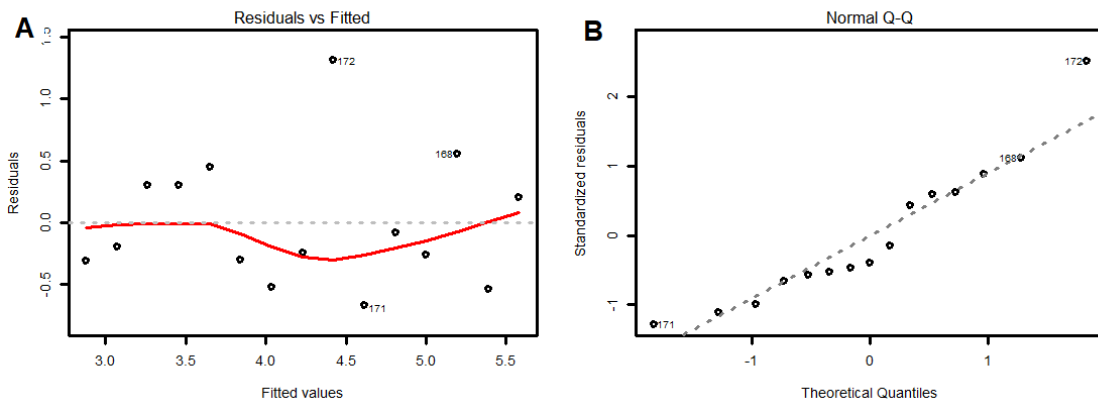 A
Residuals vs Fitted
Residuals
-0.5
0.0
0.5
1.0
1.5
172
168
171
3.0 3.5 4.0 4.5 5.0 5.5
Fitted values
B
Normal Q-Q
Standardized residuals
-1
0
1
2
172
168
171
-1 0 1
Theoretical Quantiles